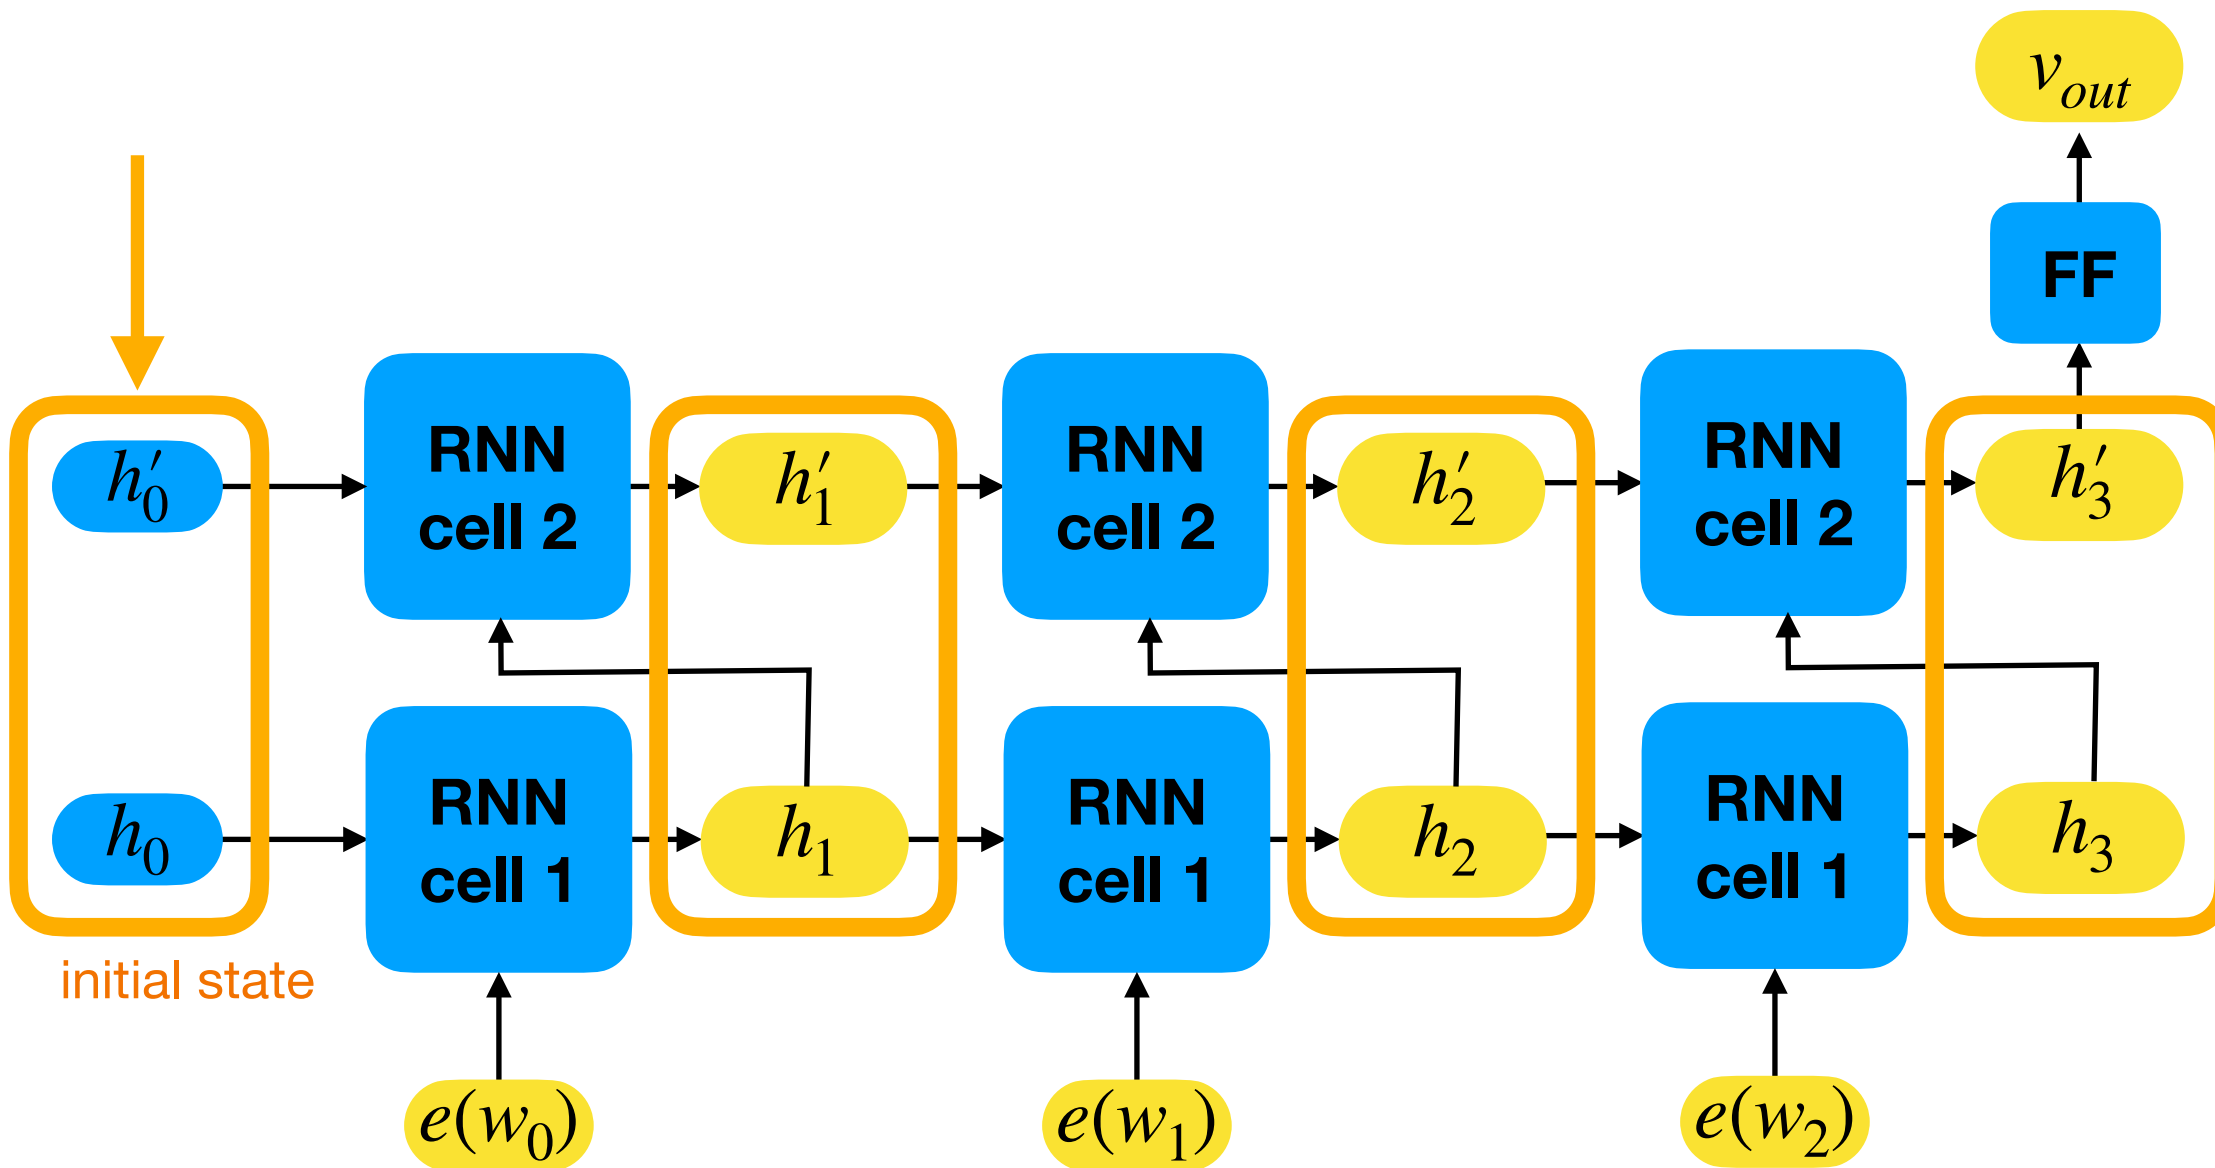 v_out
FF
h'_0
RNN
cell 2
h'_1
RNN
cell 2
h'_2
RNN
cell 2
h'_3
h_0
RNN
cell 1
h_1
RNN
cell 1
h_2
RNN
cell 1
h_3
initial state
e(w_0)
e(w_1)
e(w_2)